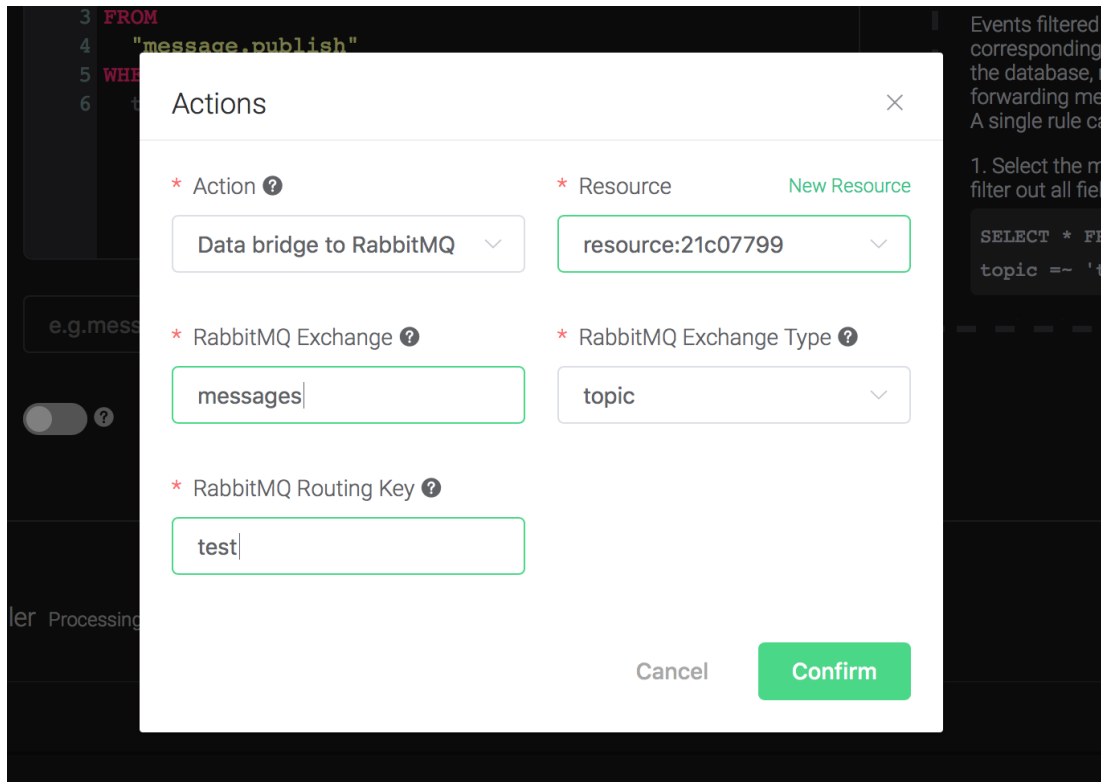 3 FROM
4 "message.publish"
5 WHE
6 t
Events filtered
corresponding
the database,
forwarding me
A single rule ca
1. Select the m
filter out all fie
SELECT * FR
topic =~ 't
e.g.mess
?
ler Processing
Actions
* Action ?
Data bridge to RabbitMQ
* Resource New Resource
resource:21c07799
* RabbitMQ Exchange ?
messages
* RabbitMQ Exchange Type ?
topic
* RabbitMQ Routing Key ?
test
Cancel Confirm